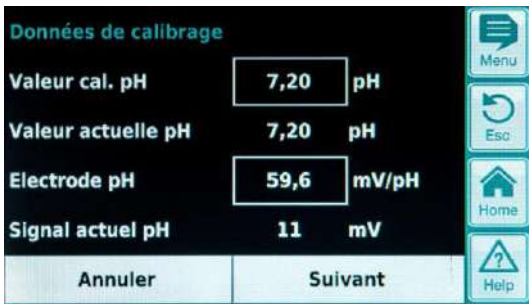 Données de calibrage
Valeur cal. pH 7,20 pH
Valeur actuelle pH 7,20 pH
Electrode pH 59,6 mV/pH
Signal actuel pH 11 mV
Annuler Suivant
Menu
Esc
Home
Help